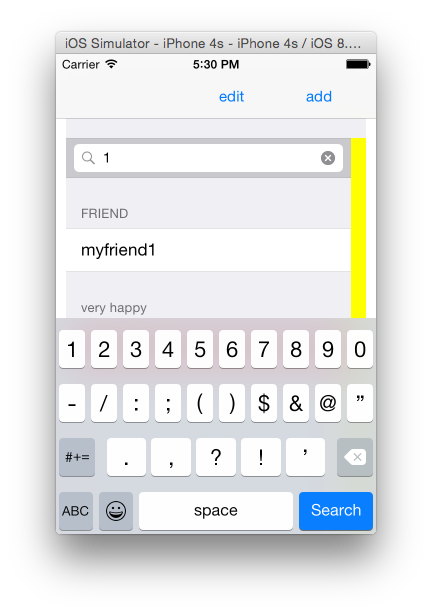 iOS Simulator - iPhone 4s - iPhone 4s / iOS 8....
Carrier 5:30 PM
edit add
1
FRIEND
myfriend1
very happy
1 2 3 4 5 6 7 8 9 0
- / : ; ( ) $ & @ ”
#+= . , ? ! ’
ABC space Search